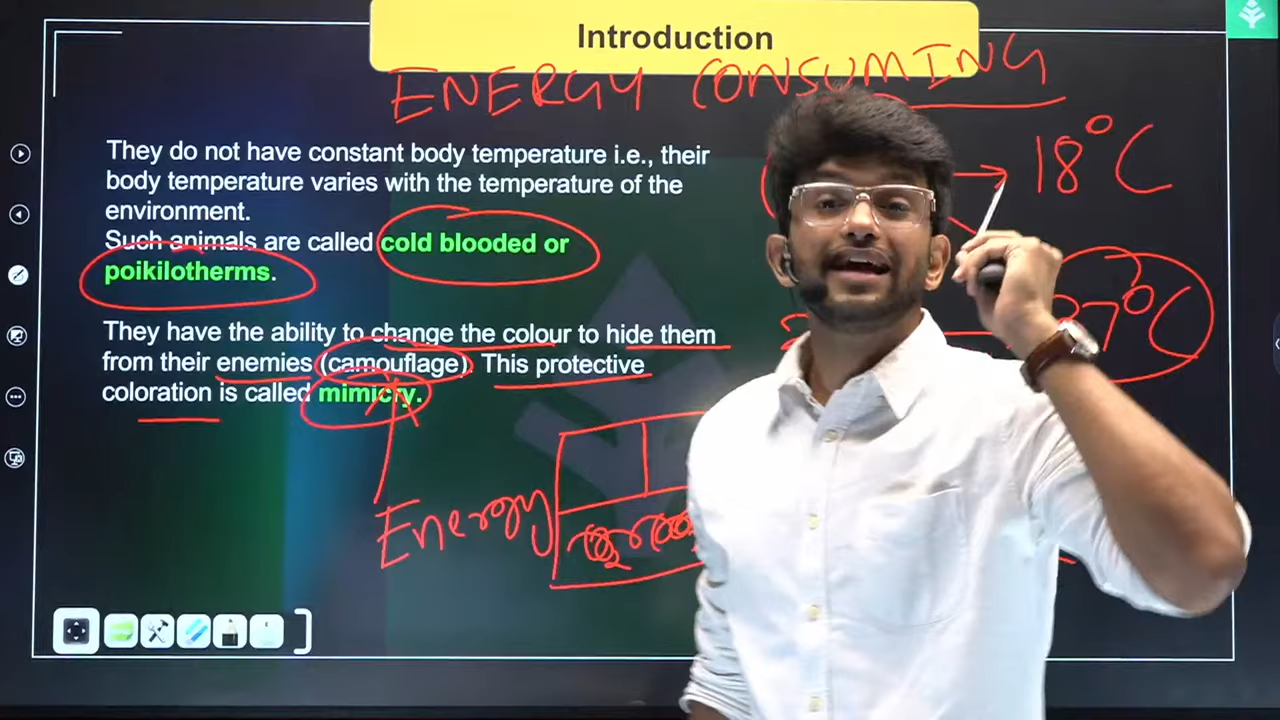 Introduction
ENERGY CONSUMING
They do not have constant body temperature i.e., their
body temperature varies with the temperature of the
environment.
Such animals are called cold blooded or
poikilotherms.
They have the ability to change the colour to hide them
from their enemies (camouflage). This protective
coloration is called mimicry.
18°C
37°C
Energy